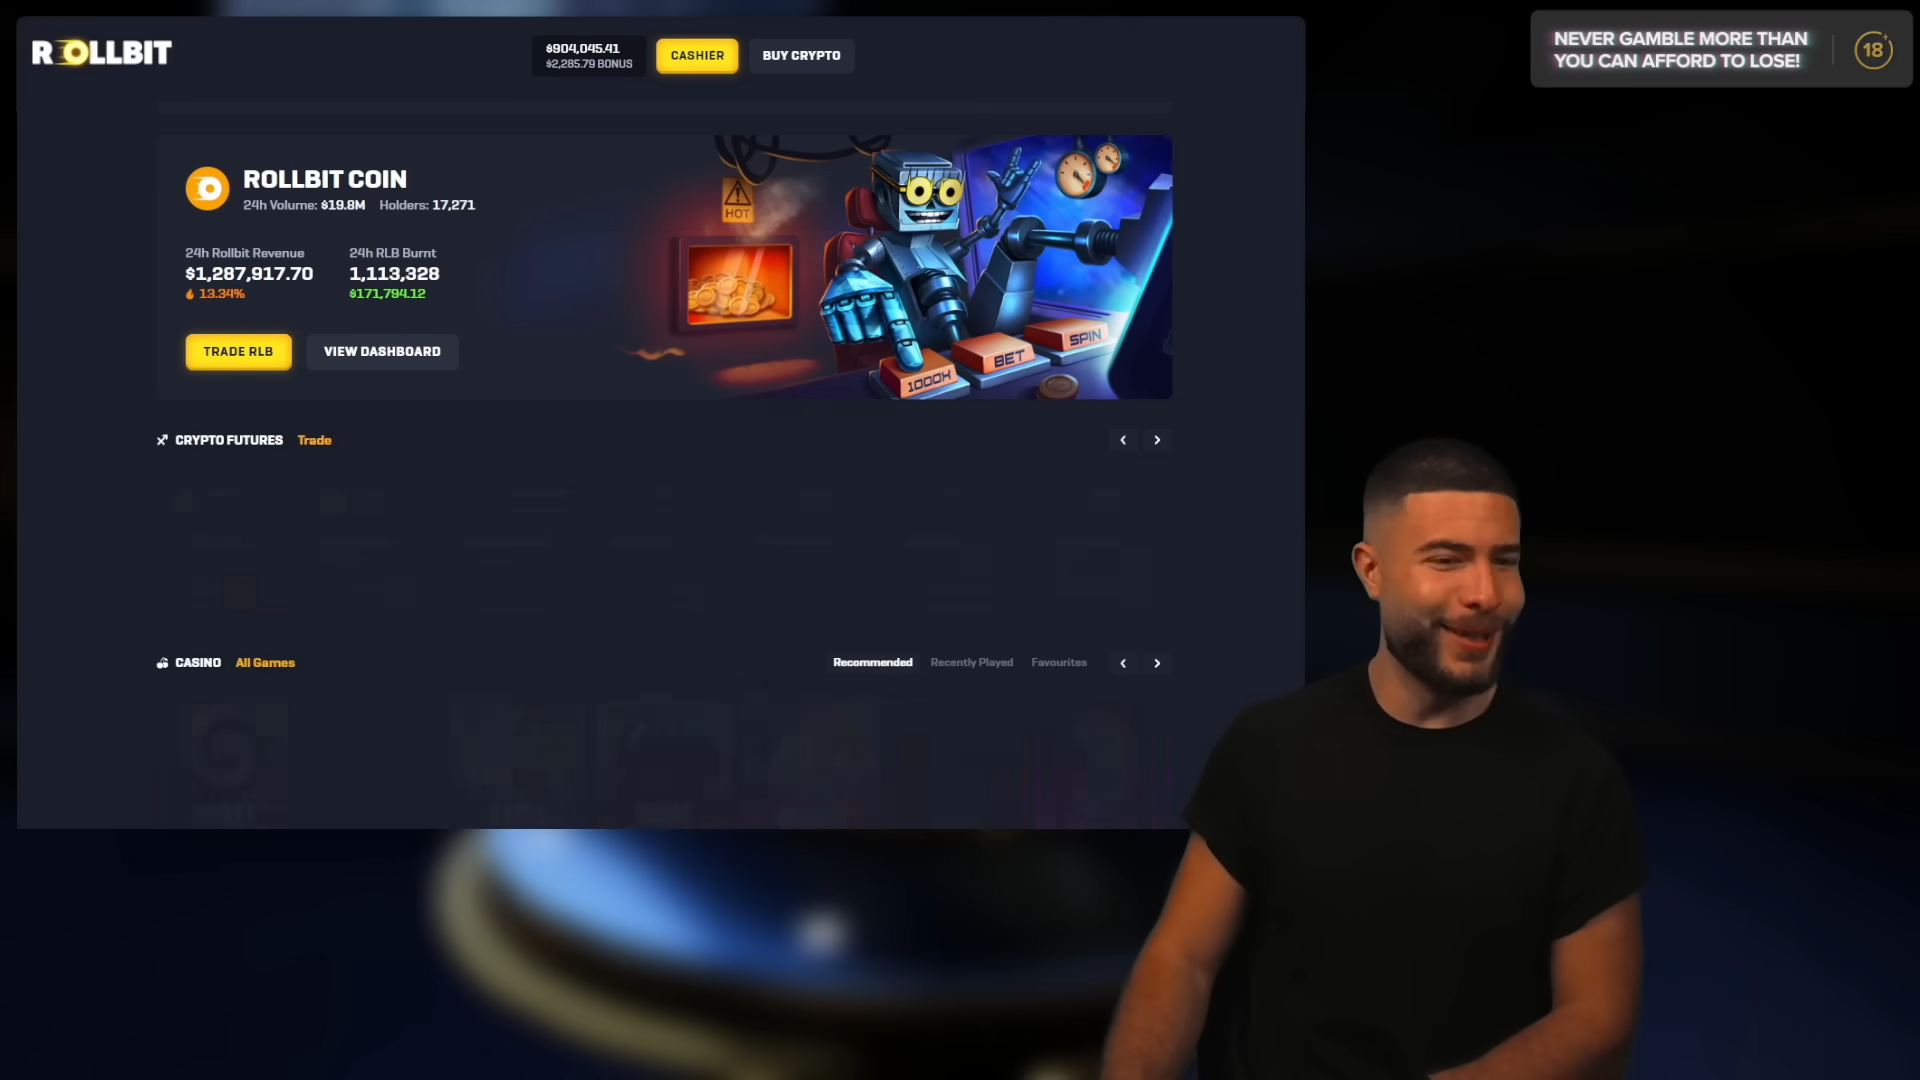 ROLLBIT
$904,045.41
$2,285.79 BONUS
CASHIER
BUY CRYPTO
NEVER GAMBLE MORE THAN
YOU CAN AFFORD TO LOSE!
18+
ROLLBIT COIN
24h Volume: $19.8M Holders: 17,271
24h Rollbit Revenue
$1,287,917.70
13.34%
24h RLB Burnt
1,113,328
$171,794.12
TRADE RLB
VIEW DASHBOARD
HOT
1000X
BET
SPIN
CRYPTO FUTURES Trade
CASINO All Games
Recommended Recently Played Favourites